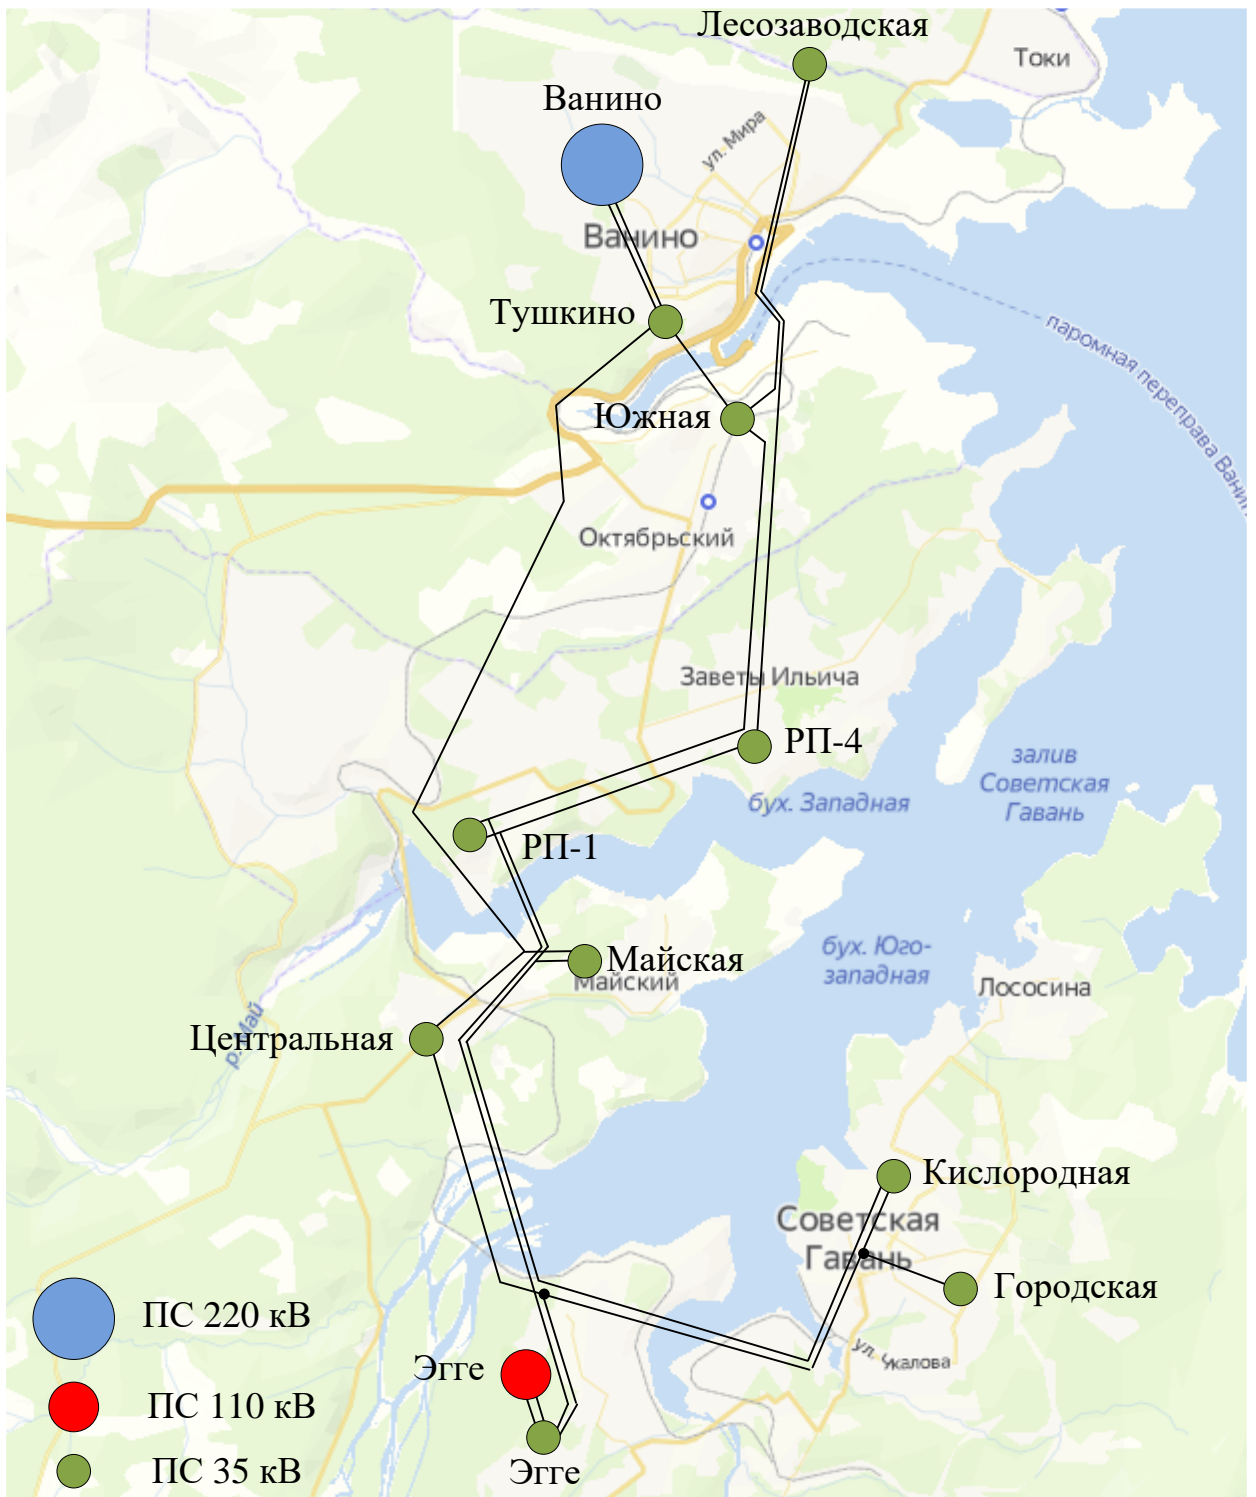 Лесозаводская
Токи
Ванино
ул. Мира
Ванино
Тушкино
паромная переправа Ванин
Южная
Октябрьский
Заветы Ильича
РП-4
залив
Советская
Гавань
бух. Западная
РП-1
Майская
Майский
бух. Юго-
западная
Лососина
Центральная
р. Май
Кислородная
Советская
Гавань
Городская
ПС 220 кВ
ул. Чкалова
Эгге
ПС 110 кВ
Эгге
ПС 35 кВ